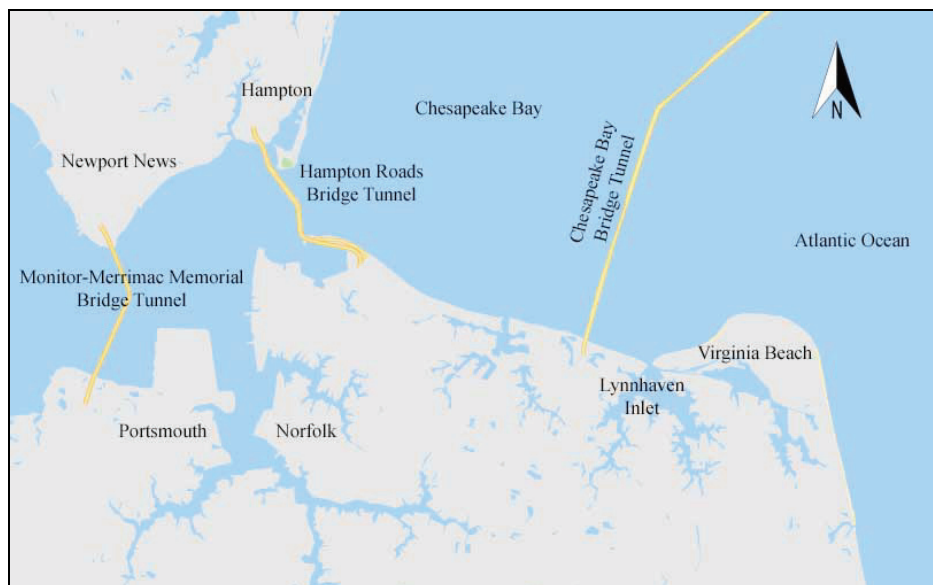 Hampton
Chesapeake Bay
Newport News
Hampton Roads
Bridge Tunnel
Chesapeake Bay
Bridge Tunnel
N
Atlantic Ocean
Monitor-Merrimac Memorial
Bridge Tunnel
Virginia Beach
Lynnhaven
Inlet
Portsmouth
Norfolk